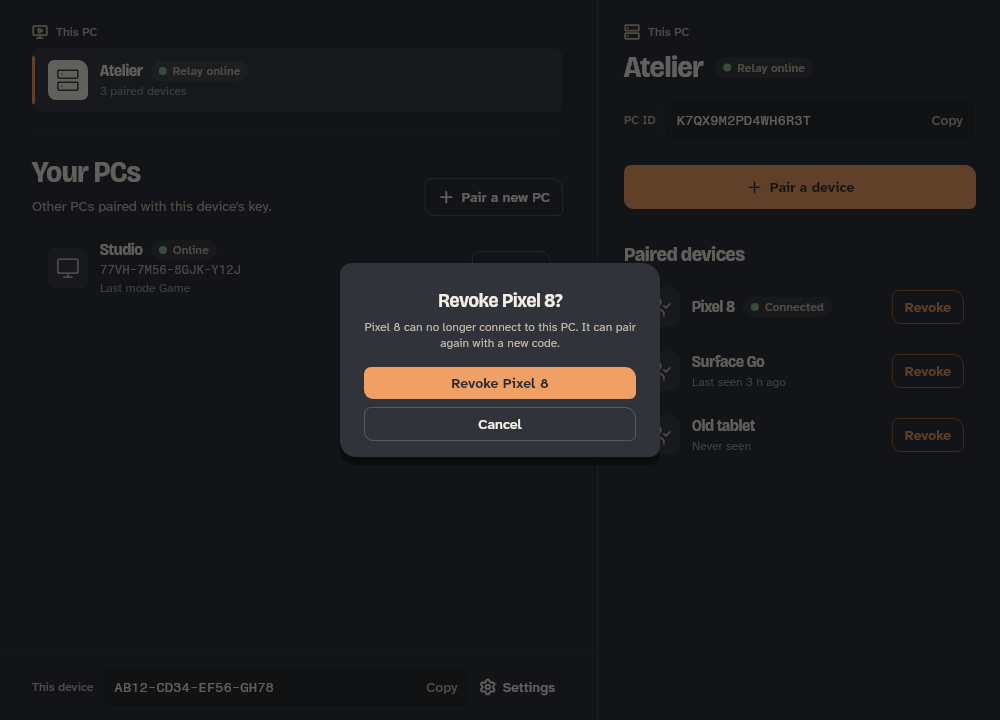 This PC
Atelier
Relay online
3 paired devices
Your PCs
Other PCs paired with this device's key.
Pair a new PC
Studio
Online
77VH-7M56-8GJK-Y12J
Last mode Game
This device
AB12-CD34-EF56-GH78
Copy
Settings
This PC
Atelier
Relay online
PC ID
K7QX9M2PD4WH6R3T
Copy
Pair a device
Paired devices
Pixel 8
Connected
Revoke
Surface Go
Last seen 3 h ago
Revoke
Old tablet
Never seen
Revoke
Revoke Pixel 8?
Pixel 8 can no longer connect to this PC. It can pair
again with a new code.
Revoke Pixel 8
Cancel